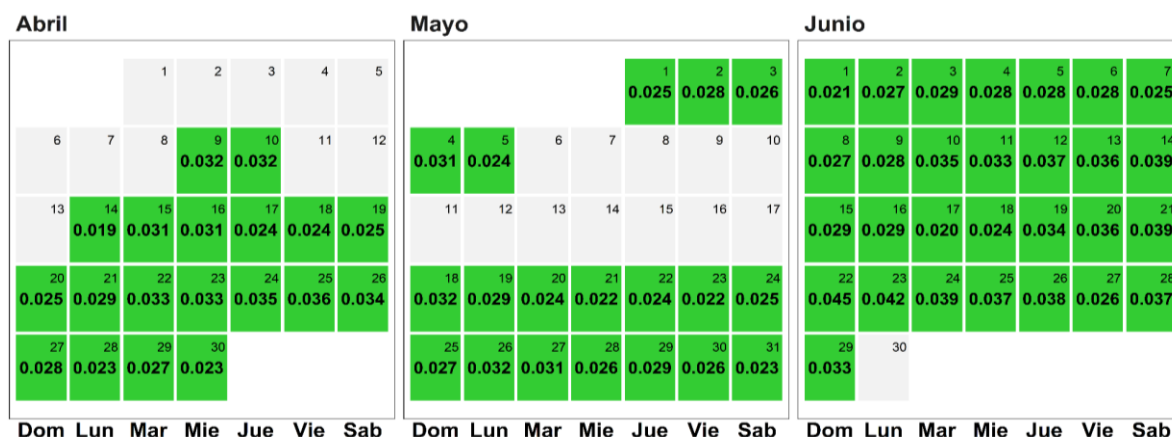 Abril
1 2 3 4 5
6 7 8 9 10 11 12
0.032 0.032
13 14 15 16 17 18 19
0.019 0.031 0.031 0.024 0.024 0.025
20 21 22 23 24 25 26
0.025 0.029 0.033 0.033 0.035 0.036 0.034
27 28 29 30
0.028 0.023 0.027 0.023
Dom Lun Mar Mie Jue Vie Sab
Mayo
1 2 3
0.025 0.028 0.026
4 5 6 7 8 9 10
0.031 0.024
11 12 13 14 15 16 17
18 19 20 21 22 23 24
0.032 0.029 0.024 0.022 0.024 0.022 0.025
25 26 27 28 29 30 31
0.027 0.032 0.031 0.026 0.029 0.026 0.023
Dom Lun Mar Mie Jue Vie Sab
Junio
1 2 3 4 5 6 7
0.021 0.027 0.029 0.028 0.028 0.028 0.025
8 9 10 11 12 13 14
0.027 0.028 0.035 0.033 0.037 0.036 0.039
15 16 17 18 19 20 21
0.029 0.029 0.020 0.024 0.034 0.036 0.039
22 23 24 25 26 27 28
0.045 0.042 0.039 0.037 0.038 0.026 0.037
29 30
0.033
Dom Lun Mar Mie Jue Vie Sab